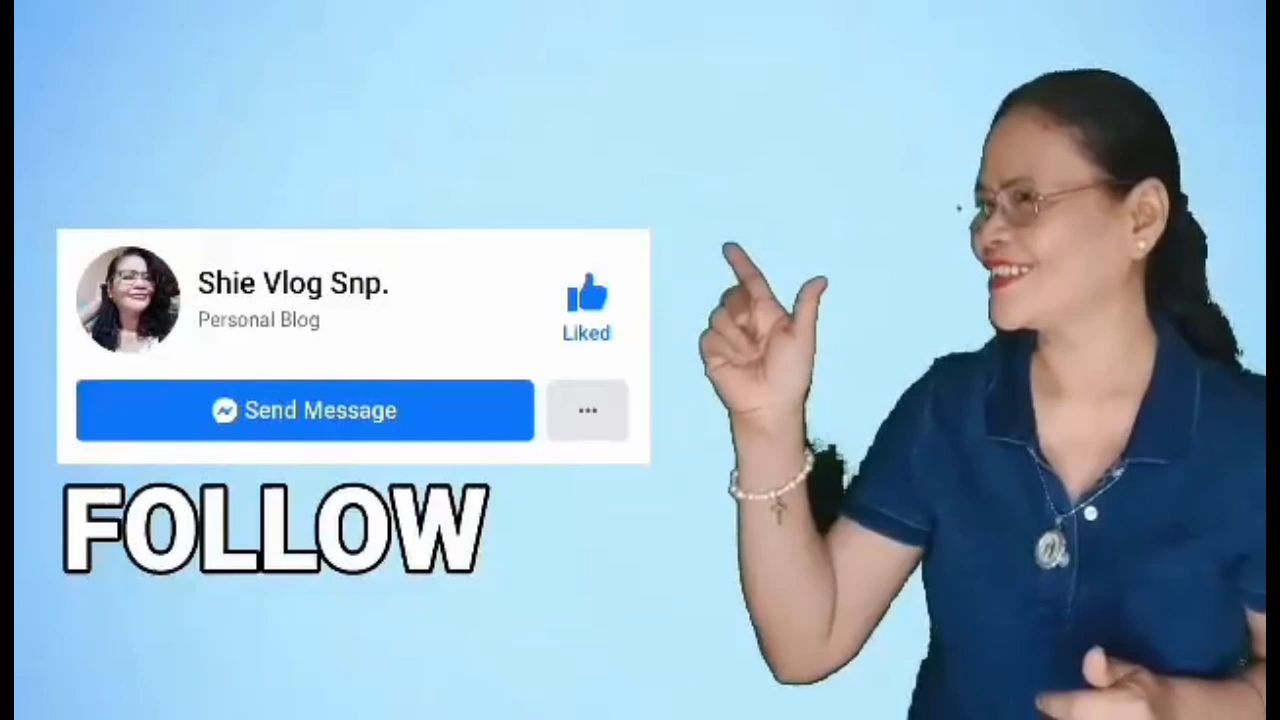 Shie Vlog Snp.
Personal Blog
Liked
Send Message
FOLLOW